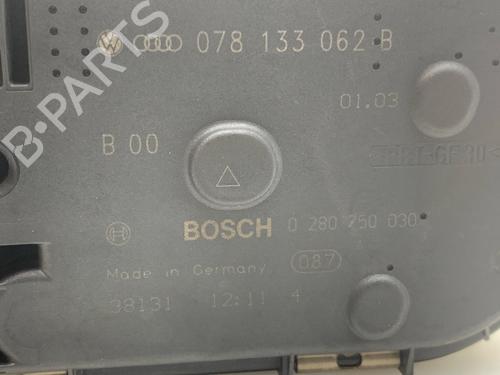 078 133 062 B
01.03
B 00
BOSCH 0 280 750 030
Made in Germany 087
38131 12:11 4
B-PARTS